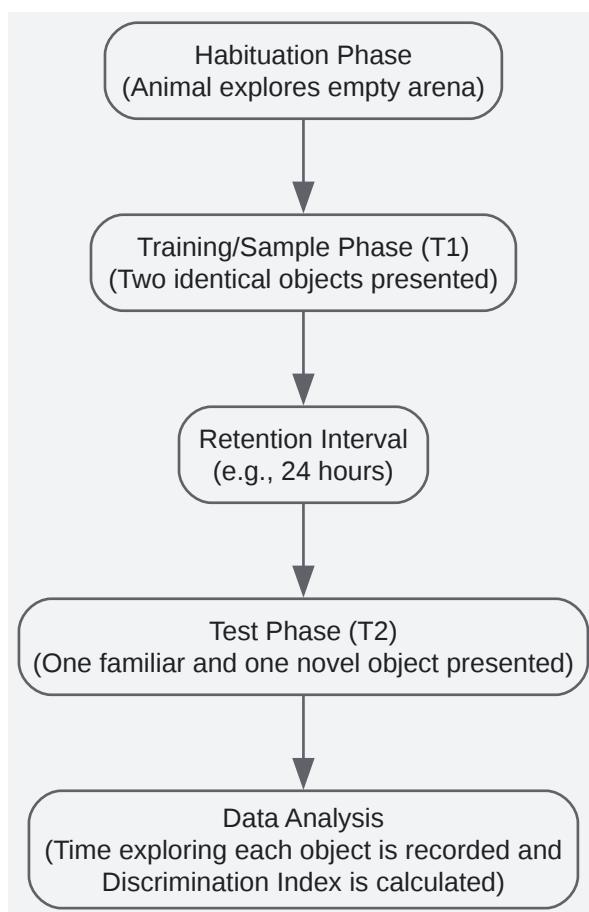 Habituation Phase
(Animal explores empty arena)
Training/Sample Phase (T1)
(Two identical objects presented)
Retention Interval
(e.g., 24 hours)
Test Phase (T2)
(One familiar and one novel object presented)
Data Analysis
(Time exploring each object is recorded and
Discrimination Index is calculated)